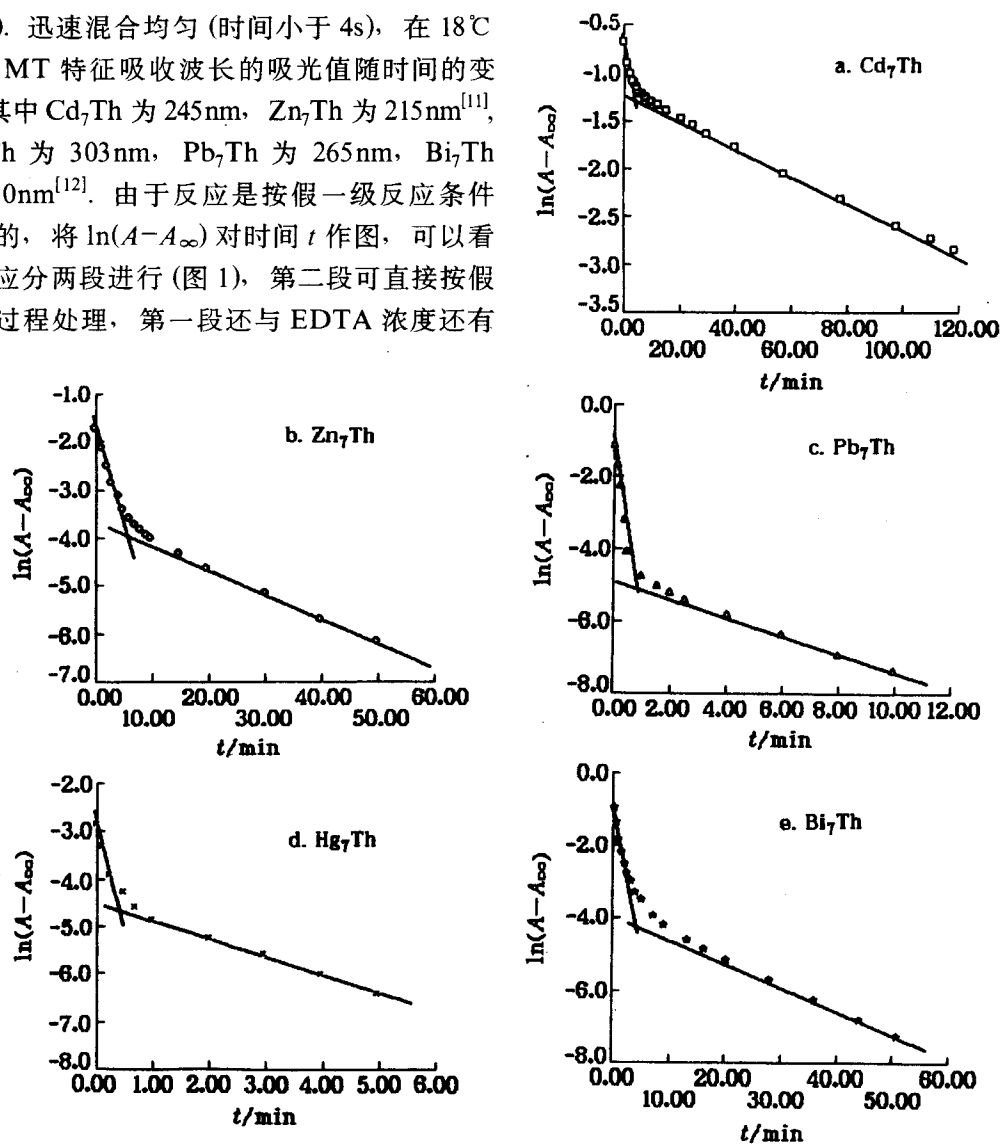 ). 迅速混合均匀 (时间小于 4s), 在 18℃
MT 特征吸收波长的吸光值随时间的变
其中 Cd₇Th 为 245nm, Zn₇Th 为 215nm[11],
h 为 303nm, Pb₇Th 为 265nm, Bi₇Th
0nm[12]. 由于反应是按假一级反应条件
的, 将 ln(A−A∞) 对时间 t 作图, 可以看
应分两段进行 (图 1), 第二段可直接按假
过程处理, 第一段还与 EDTA 浓度还有
a. Cd₇Th
ln(A−A∞)
-0.5
-1.0
-1.5
-2.0
-2.5
-3.0
-3.5
0.00 40.00 80.00 120.00
20.00 60.00 100.00
t/min
b. Zn₇Th
ln(A−A∞)
-1.0
-2.0
-3.0
-4.0
-5.0
-6.0
-7.0
0.00 20.00 40.00 60.00
10.00 30.00 50.00
t/min
c. Pb₇Th
ln(A−A∞)
0.0
-2.0
-4.0
-6.0
-8.0
0.00 2.00 4.00 6.00 8.00 10.00 12.00
t/min
d. Hg₇Th
ln(A−A∞)
-2.0
-3.0
-4.0
-5.0
-6.0
-7.0
-8.0
0.00 1.00 2.00 3.00 4.00 5.00 6.00
t/min
e. Bi₇Th
ln(A−A∞)
0.0
-2.0
-4.0
-6.0
-8.0
0.00 20.00 40.00 60.00
10.00 30.00 50.00
t/min